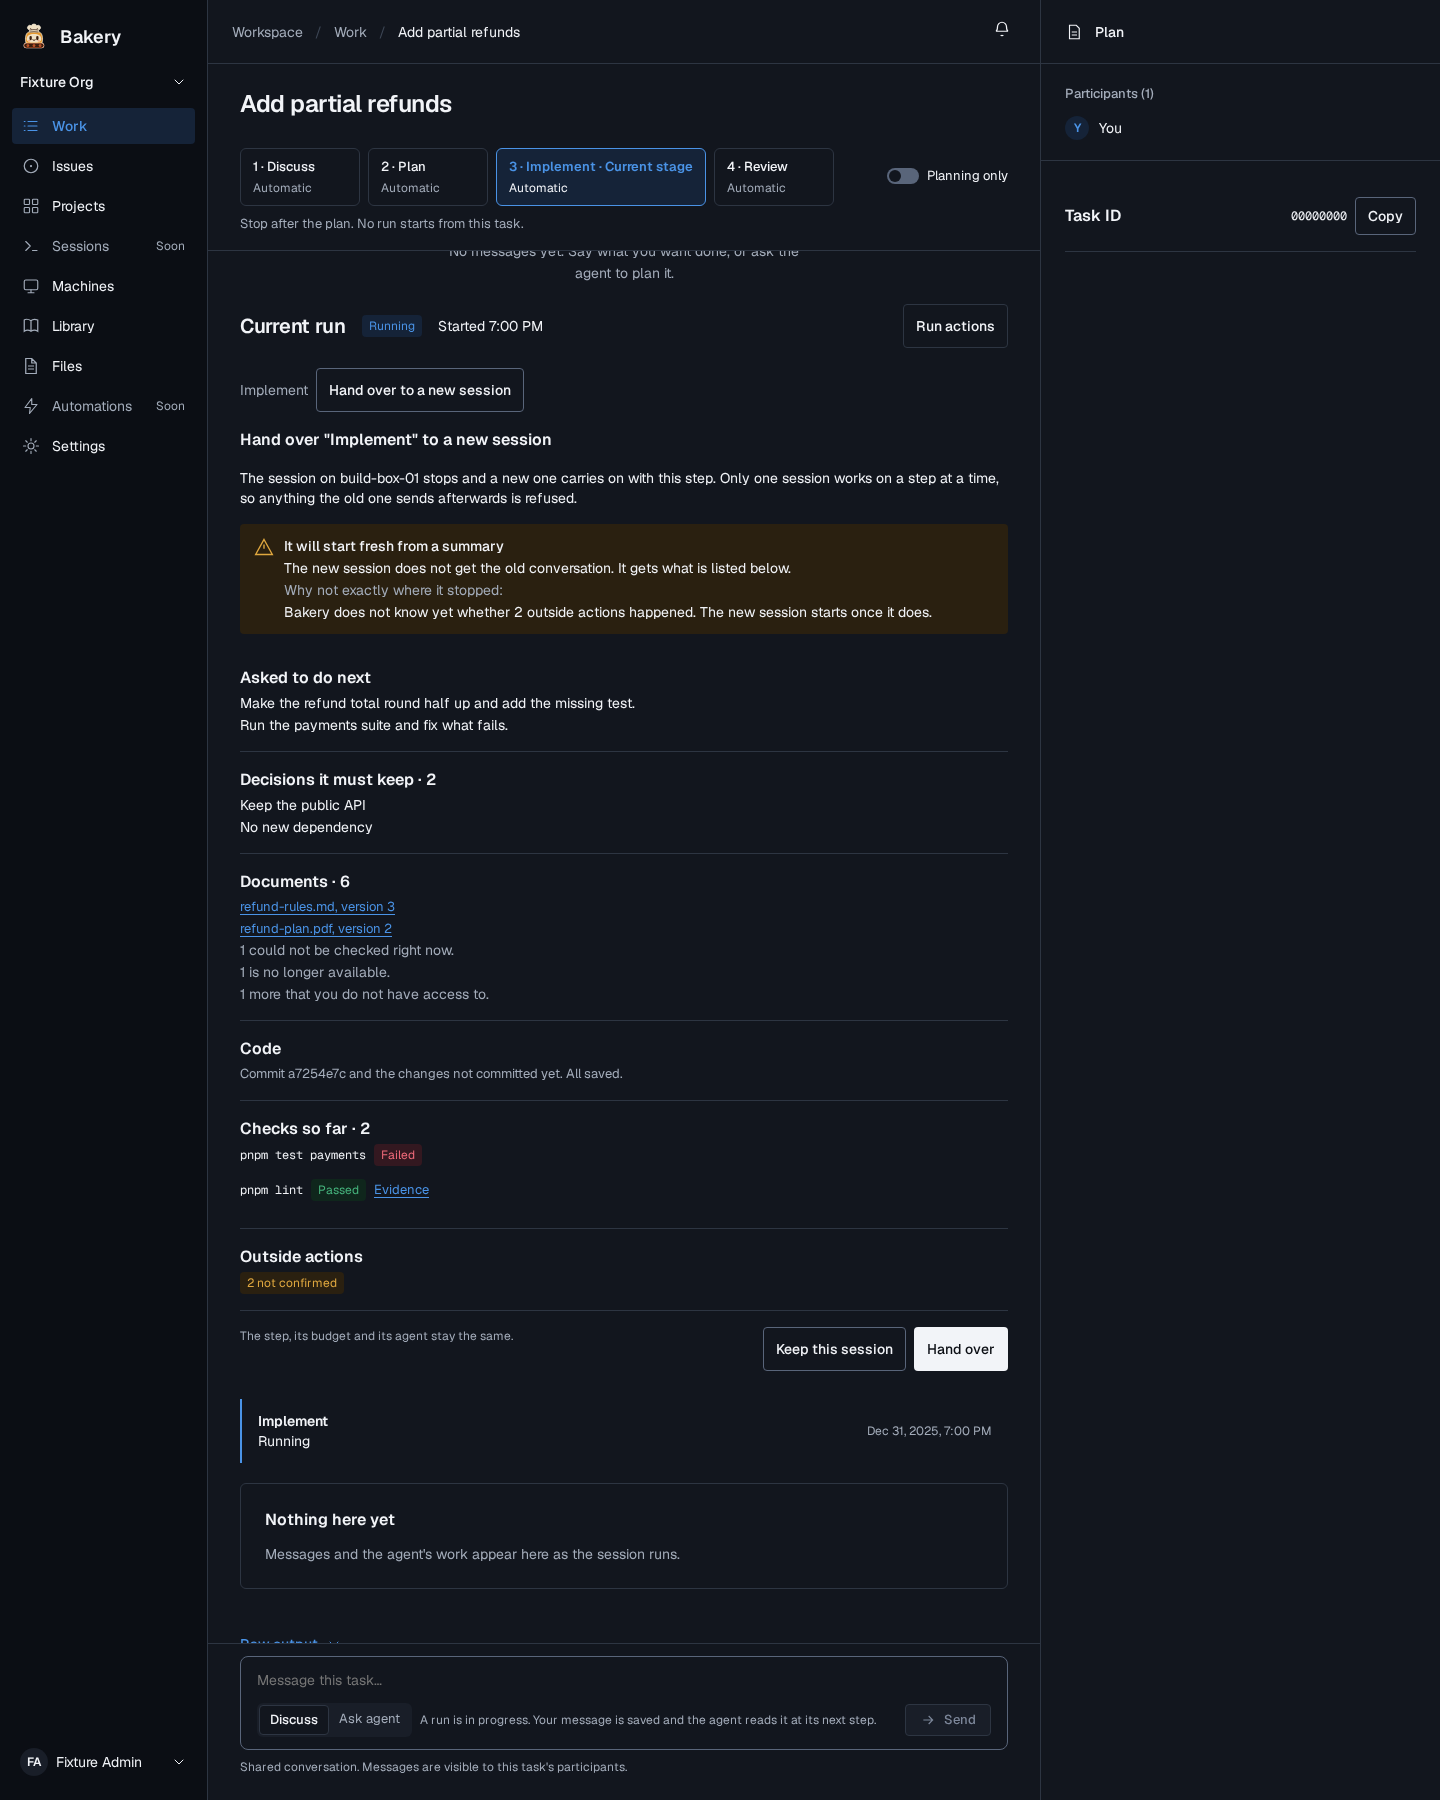 Bakery
Fixture Org
Work
Issues
Projects
Sessions Soon
Machines
Library
Files
Automations Soon
Settings
FA Fixture Admin
Workspace / Work / Add partial refunds
Add partial refunds
1 · Discuss
Automatic
2 · Plan
Automatic
3 · Implement · Current stage
Automatic
4 · Review
Automatic
Planning only
Stop after the plan. No run starts from this task.
No messages yet. Say what you want done, or ask the
agent to plan it.
Current run Running Started 7:00 PM Run actions
Implement Hand over to a new session
Hand over "Implement" to a new session
The session on build-box-01 stops and a new one carries on with this step. Only one session works on a step at a time,
so anything the old one sends afterwards is refused.
It will start fresh from a summary
The new session does not get the old conversation. It gets what is listed below.
Why not exactly where it stopped:
Bakery does not know yet whether 2 outside actions happened. The new session starts once it does.
Asked to do next
Make the refund total round half up and add the missing test.
Run the payments suite and fix what fails.
Decisions it must keep · 2
Keep the public API
No new dependency
Documents · 6
refund-rules.md, version 3
refund-plan.pdf, version 2
1 could not be checked right now.
1 is no longer available.
1 more that you do not have access to.
Code
Commit a7254e7c and the changes not committed yet. All saved.
Checks so far · 2
pnpm test payments Failed
pnpm lint Passed Evidence
Outside actions
2 not confirmed
The step, its budget and its agent stay the same.
Keep this session Hand over
Implement
Running
Dec 31, 2025, 7:00 PM
Nothing here yet
Messages and the agent's work appear here as the session runs.
Raw output
Message this task...
Discuss Ask agent A run is in progress. Your message is saved and the agent reads it at its next step. Send
Shared conversation. Messages are visible to this task's participants.
Plan
Participants (1)
Y You
Task ID 00000000 Copy